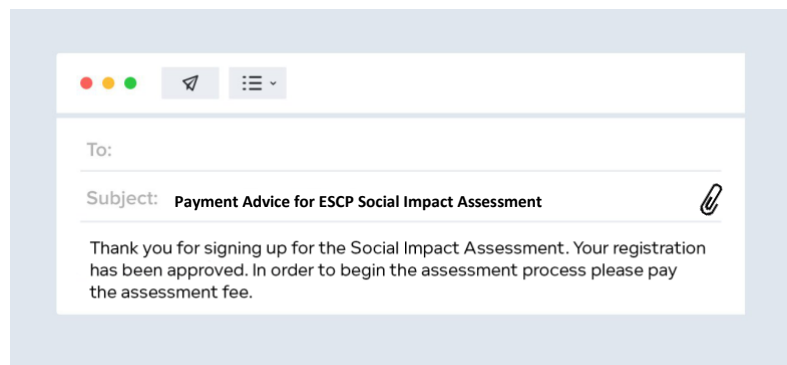 To:
Subject: Payment Advice for ESCP Social Impact Assessment
Thank you for signing up for the Social Impact Assessment. Your registration
has been approved. In order to begin the assessment process please pay
the assessment fee.